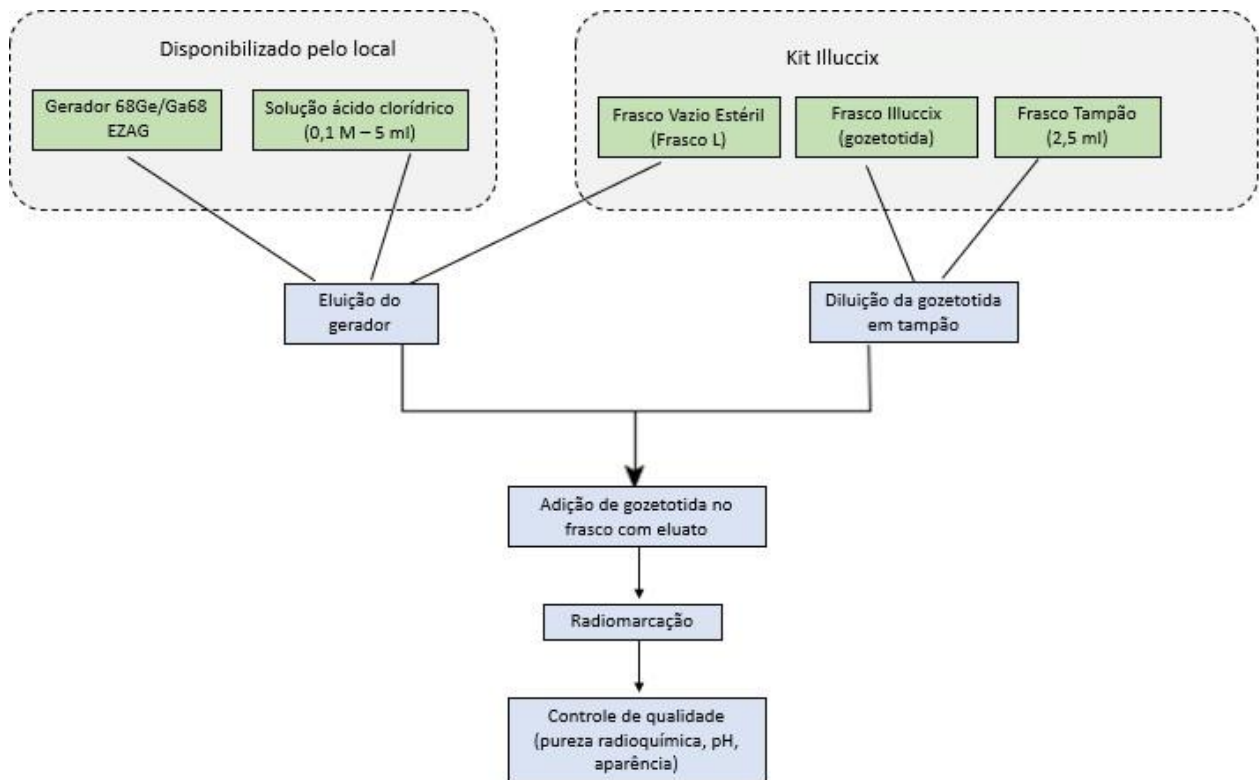 Disponibilizado pelo local
Kit Illuccix
Gerador 68Ge/Ga68
EZAG
Solução ácido clorídrico
(0,1 M – 5 ml)
Frasco Vazio Estéril
(Frasco L)
Frasco Illuccix
(gozetotida)
Frasco Tampão
(2,5 ml)
Eluição do
gerador
Diluição da gozetotida
em tampão
Adição de gozetotida no
frasco com eluato
Radiomarcação
Controle de qualidade
(pureza radioquímica, pH,
aparência)